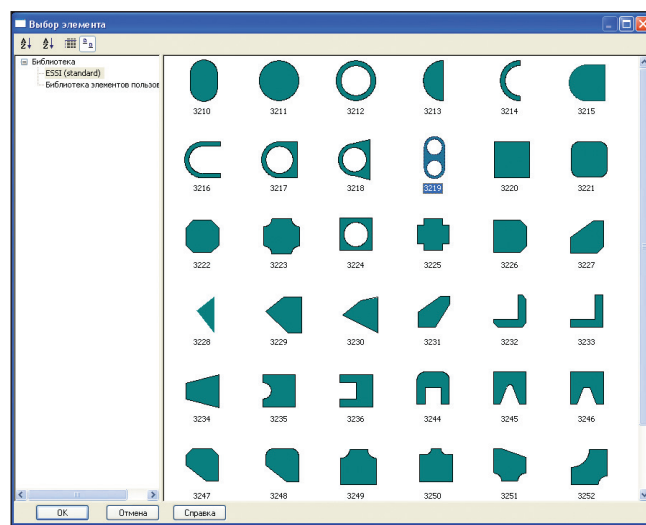 Выбор элемента
Библиотека
ESSI (standard)
Библиотека элементов пользов
3210 3211 3212 3213 3214 3215
3216 3217 3218 3219 3220 3221
3222 3223 3224 3225 3226 3227
3228 3229 3230 3231 3232 3233
3234 3235 3236 3244 3245 3246
3247 3248 3249 3250 3251 3252
OK Отмена Справка